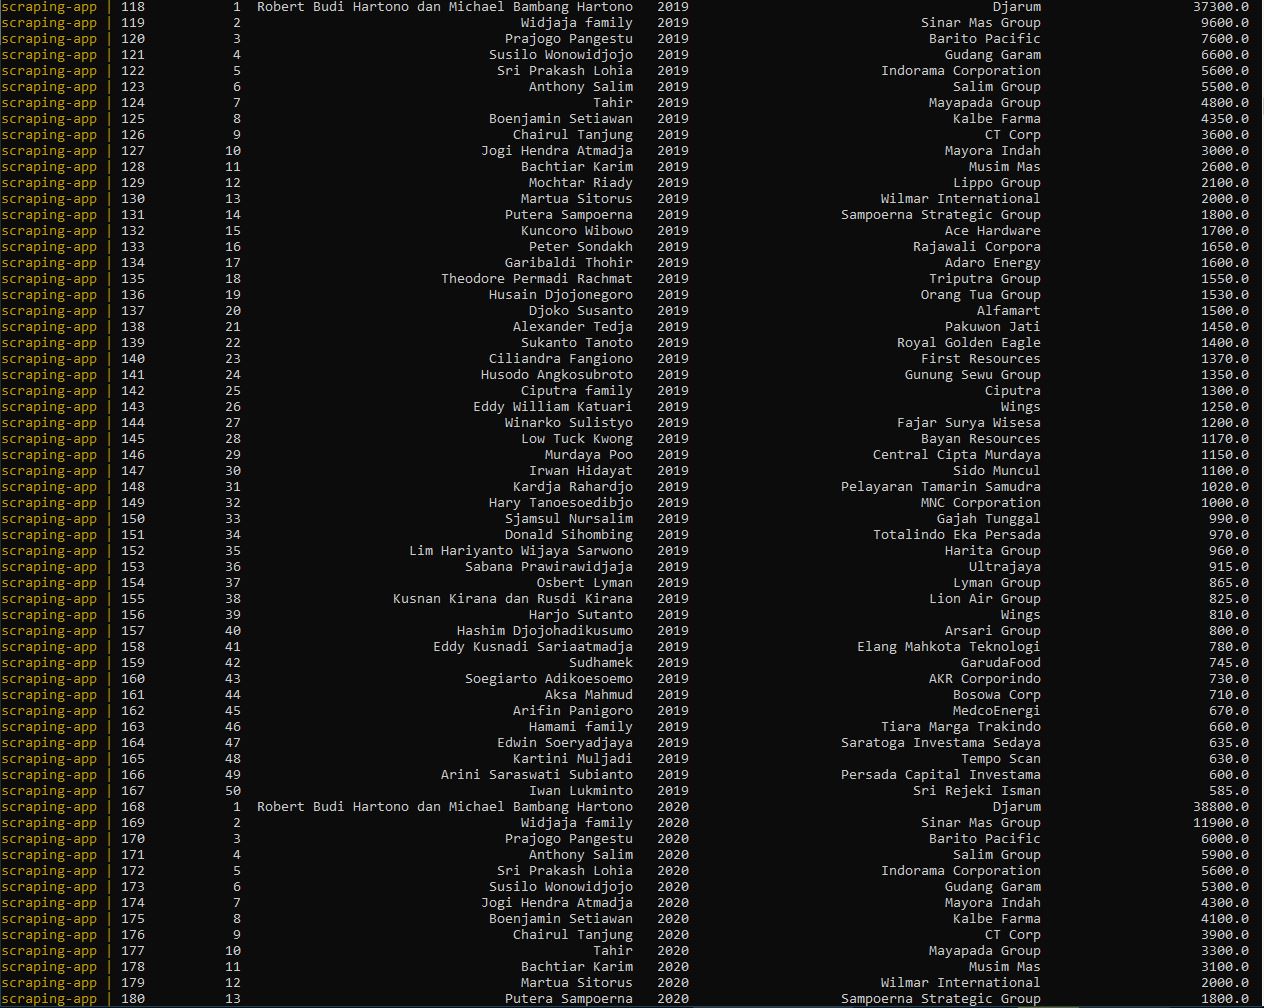 scraping-app | 118 1 Robert Budi Hartono dan Michael Bambang Hartono 2019 Djarum 37300.0
scraping-app | 119 2 Widjaja family 2019 Sinar Mas Group 9600.0
scraping-app | 120 3 Prajogo Pangestu 2019 Barito Pacific 7600.0
scraping-app | 121 4 Susilo Wonowidjojo 2019 Gudang Garam 6600.0
scraping-app | 122 5 Sri Prakash Lohia 2019 Indorama Corporation 5600.0
scraping-app | 123 6 Anthony Salim 2019 Salim Group 5500.0
scraping-app | 124 7 Tahir 2019 Mayapada Group 4800.0
scraping-app | 125 8 Boenjamin Setiawan 2019 Kalbe Farma 4350.0
scraping-app | 126 9 Chairul Tanjung 2019 CT Corp 3600.0
scraping-app | 127 10 Jogi Hendra Atmadja 2019 Mayora Indah 3000.0
scraping-app | 128 11 Bachtiar Karim 2019 Musim Mas 2600.0
scraping-app | 129 12 Mochtar Riady 2019 Lippo Group 2100.0
scraping-app | 130 13 Martua Sitorus 2019 Wilmar International 2000.0
scraping-app | 131 14 Putera Sampoerna 2019 Sampoerna Strategic Group 1800.0
scraping-app | 132 15 Kuncoro Wibowo 2019 Ace Hardware 1700.0
scraping-app | 133 16 Peter Sondakh 2019 Rajawali Corpora 1650.0
scraping-app | 134 17 Garibaldi Thohir 2019 Adaro Energy 1600.0
scraping-app | 135 18 Theodore Permadi Rachmat 2019 Triputra Group 1550.0
scraping-app | 136 19 Husain Djojonegoro 2019 Orang Tua Group 1530.0
scraping-app | 137 20 Djoko Susanto 2019 Alfamart 1500.0
scraping-app | 138 21 Alexander Tedja 2019 Pakuwon Jati 1450.0
scraping-app | 139 22 Sukanto Tanoto 2019 Royal Golden Eagle 1400.0
scraping-app | 140 23 Ciliandra Fangiono 2019 First Resources 1370.0
scraping-app | 141 24 Husodo Angkosubroto 2019 Gunung Sewu Group 1350.0
scraping-app | 142 25 Ciputra family 2019 Ciputra 1300.0
scraping-app | 143 26 Eddy William Katuari 2019 Wings 1250.0
scraping-app | 144 27 Winarko Sulistyo 2019 Fajar Surya Wisesa 1200.0
scraping-app | 145 28 Low Tuck Kwong 2019 Bayan Resources 1170.0
scraping-app | 146 29 Murdaya Poo 2019 Central Cipta Murdaya 1150.0
scraping-app | 147 30 Irwan Hidayat 2019 Sido Muncul 1100.0
scraping-app | 148 31 Kardja Rahardjo 2019 Pelayaran Tamarin Samudra 1020.0
scraping-app | 149 32 Hary Tanoesoedibjo 2019 MNC Corporation 1000.0
scraping-app | 150 33 Sjamsul Nursalim 2019 Gajah Tunggal 990.0
scraping-app | 151 34 Donald Sihombing 2019 Totalindo Eka Persada 970.0
scraping-app | 152 35 Lim Hariyanto Wijaya Sarwono 2019 Harita Group 960.0
scraping-app | 153 36 Sabana Prawirawidjaja 2019 Ultrajaya 915.0
scraping-app | 154 37 Osbert Lyman 2019 Lyman Group 865.0
scraping-app | 155 38 Kusnan Kirana dan Rusdi Kirana 2019 Lion Air Group 825.0
scraping-app | 156 39 Harjo Sutanto 2019 Wings 810.0
scraping-app | 157 40 Hashim Djojohadikusumo 2019 Arsari Group 800.0
scraping-app | 158 41 Eddy Kusnadi Sariaatmadja 2019 Elang Mahkota Teknologi 780.0
scraping-app | 159 42 Sudhamek 2019 GarudaFood 745.0
scraping-app | 160 43 Soegiarto Adikoesoemo 2019 AKR Corporindo 730.0
scraping-app | 161 44 Aksa Mahmud 2019 Bosowa Corp 710.0
scraping-app | 162 45 Arifin Panigoro 2019 MedcoEnergi 670.0
scraping-app | 163 46 Hamami family 2019 Tiara Marga Trakindo 660.0
scraping-app | 164 47 Edwin Soeryadjaya 2019 Saratoga Investama Sedaya 635.0
scraping-app | 165 48 Kartini Muljadi 2019 Tempo Scan 630.0
scraping-app | 166 49 Arini Saraswati Subianto 2019 Persada Capital Investama 600.0
scraping-app | 167 50 Iwan Lukminto 2019 Sri Rejeki Isman 585.0
scraping-app | 168 1 Robert Budi Hartono dan Michael Bambang Hartono 2020 Djarum 38800.0
scraping-app | 169 2 Widjaja family 2020 Sinar Mas Group 11900.0
scraping-app | 170 3 Prajogo Pangestu 2020 Barito Pacific 6000.0
scraping-app | 171 4 Anthony Salim 2020 Salim Group 5900.0
scraping-app | 172 5 Sri Prakash Lohia 2020 Indorama Corporation 5600.0
scraping-app | 173 6 Susilo Wonowidjojo 2020 Gudang Garam 5300.0
scraping-app | 174 7 Jogi Hendra Atmadja 2020 Mayora Indah 4300.0
scraping-app | 175 8 Boenjamin Setiawan 2020 Kalbe Farma 4100.0
scraping-app | 176 9 Chairul Tanjung 2020 CT Corp 3900.0
scraping-app | 177 10 Tahir 2020 Mayapada Group 3300.0
scraping-app | 178 11 Bachtiar Karim 2020 Musim Mas 3100.0
scraping-app | 179 12 Martua Sitorus 2020 Wilmar International 2000.0
scraping-app | 180 13 Putera Sampoerna 2020 Sampoerna Strategic Group 1800.0